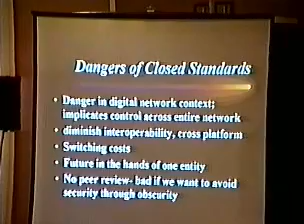 Dangers of Closed Standards
• Danger in digital network context;
implicates control across entire network
• diminish interoperability, cross platform
• Switching costs
• Future in the hands of one entity
• No peer review- bad if we want to avoid
security through obscurity